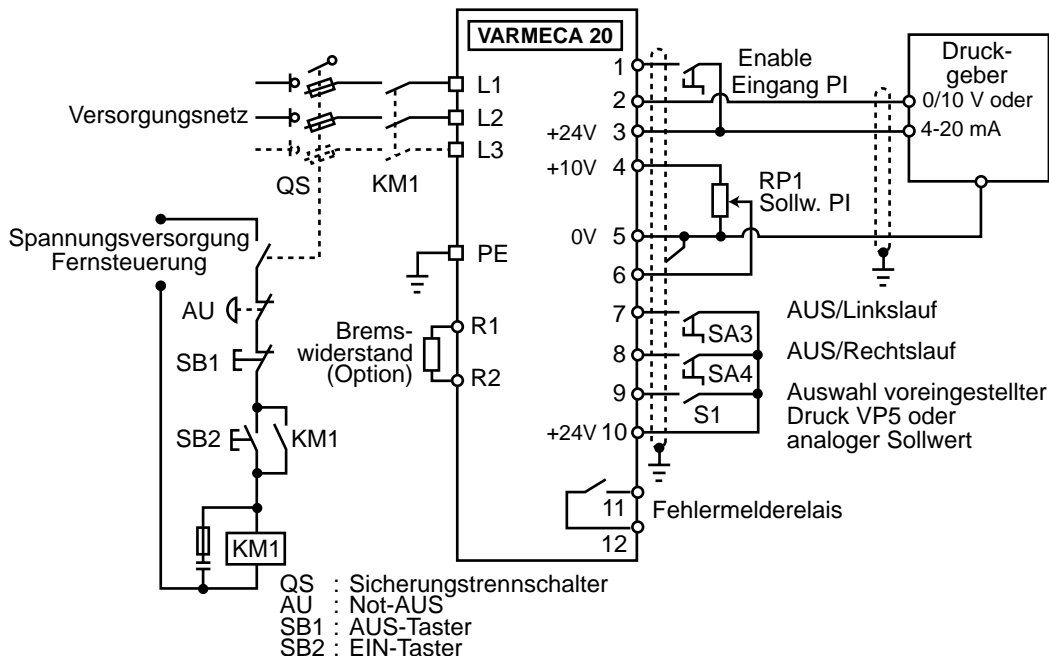 VARMECA 20
Versorgungsnetz
L1
L2
L3
QS
KM1
PE
Spannungsversorgung
Fernsteuerung
AU
SB1
SB2
KM1
KM1
R1
R2
Brems-
widerstand
(Option)
1
2
+24V 3
+10V 4
0V 5
6
7
8
9
+24V 10
11
12
Enable
Eingang PI
RP1
Sollw. PI
Druck-
geber
0/10 V oder
4-20 mA
SA3
AUS/Linkslauf
SA4
AUS/Rechtslauf
S1
Auswahl voreingestellter
Druck VP5 oder
analoger Sollwert
Fehlermelderelais
QS : Sicherungstrennschalter
AU : Not-AUS
SB1 : AUS-Taster
SB2 : EIN-Taster